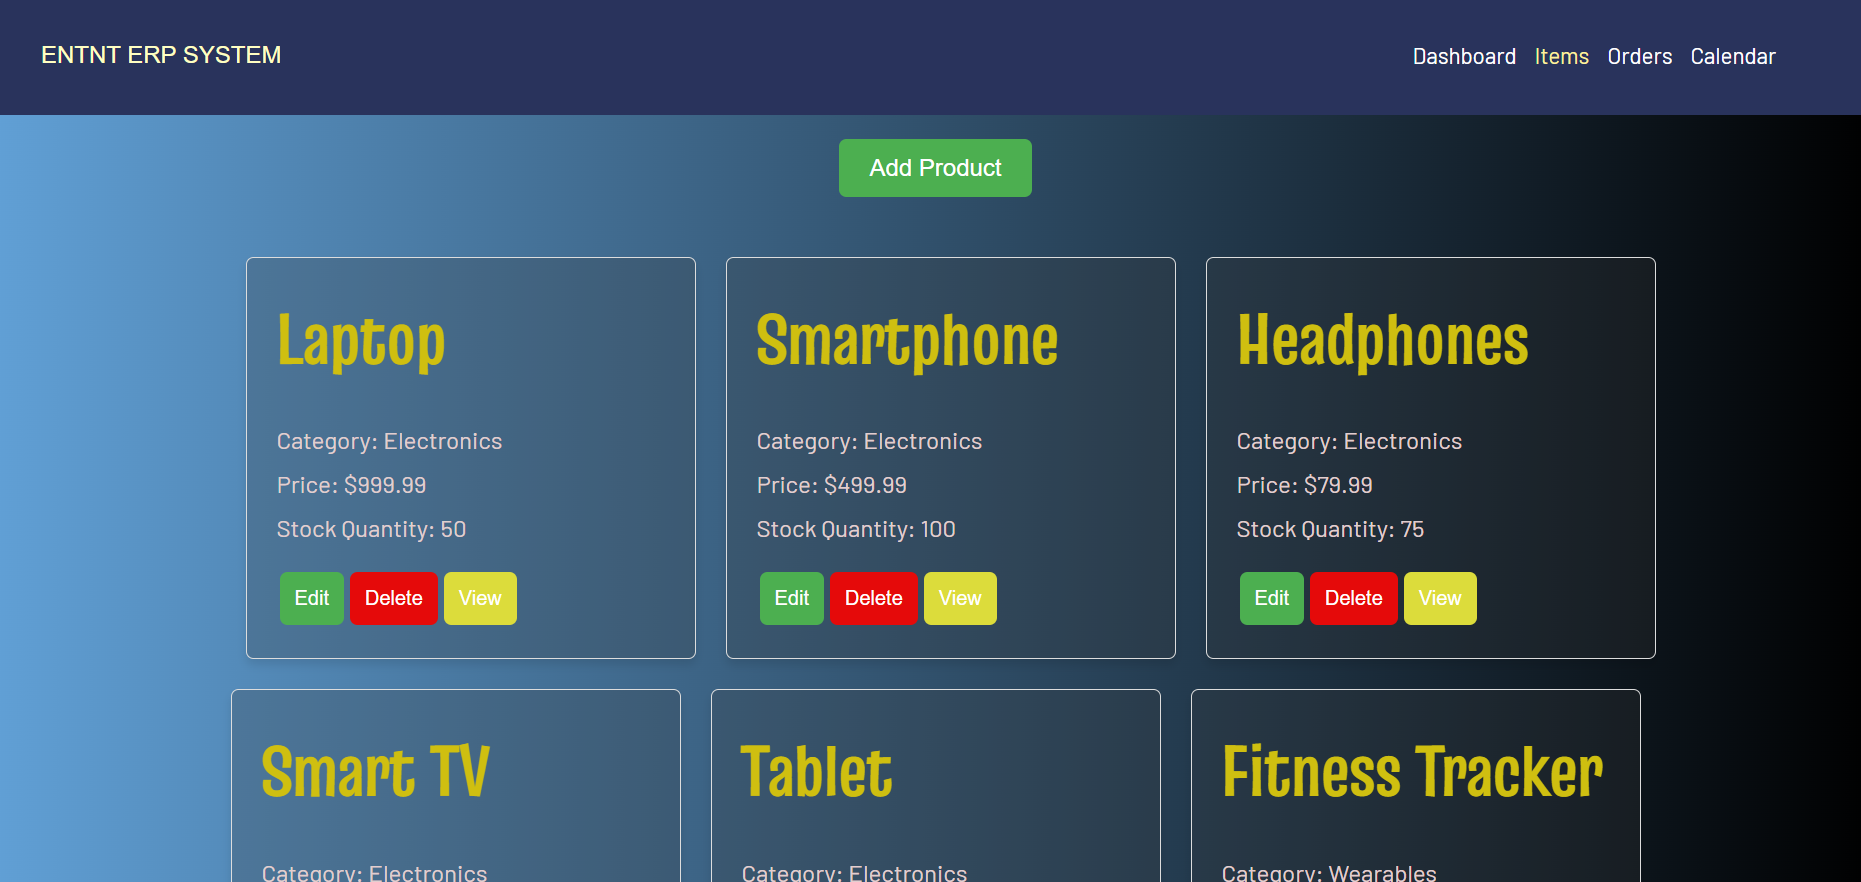 ENTNT ERP SYSTEM
Dashboard Items Orders Calendar
Add Product
Laptop
Category: Electronics
Price: $999.99
Stock Quantity: 50
Edit Delete View
Smartphone
Category: Electronics
Price: $499.99
Stock Quantity: 100
Edit Delete View
Headphones
Category: Electronics
Price: $79.99
Stock Quantity: 75
Edit Delete View
Smart TV
Category: Electronics
Tablet
Category: Electronics
Fitness Tracker
Category: Wearables